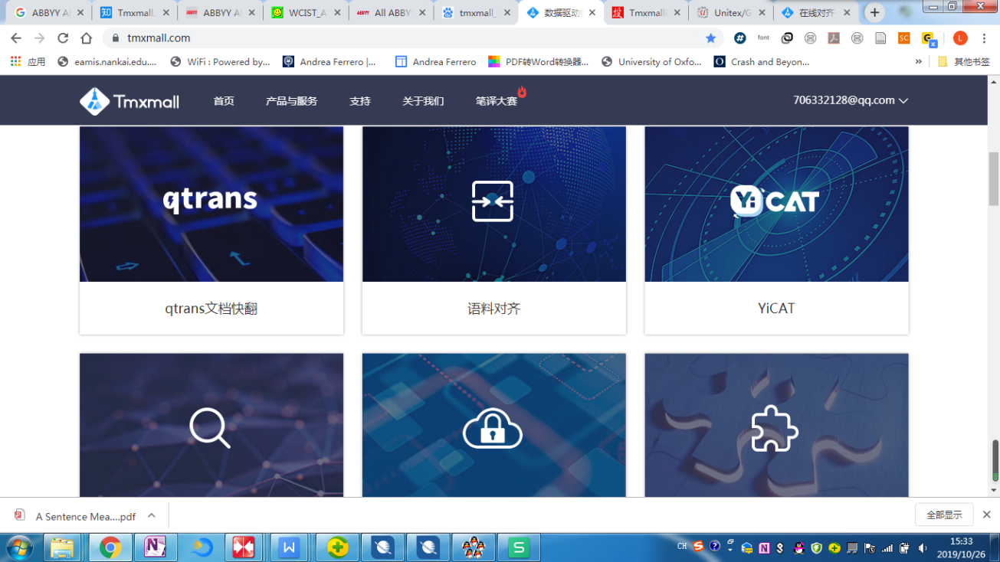 ABBYY Al
Tmxmall
ABBYY Al
WCIST_A
All ABBY
tmxmall_
数据驱动
TmxmallF
Unitex/G
在线对齐
tmxmall.com
应用
eamis.nankai.edu....
WiFi : Powered by...
Andrea Ferrero |...
Andrea Ferrero
PDF转Word转换器...
University of Oxfo...
Crash and Beyon...
其他书签
Tmxmall
首页
产品与服务
支持
关于我们
笔译大赛
706332128@qq.com
qtrans
YiCAT
qtrans文档快翻
语料对齐
YiCAT
A Sentence Mea....pdf
全部显示
CH
15:33
2019/10/26